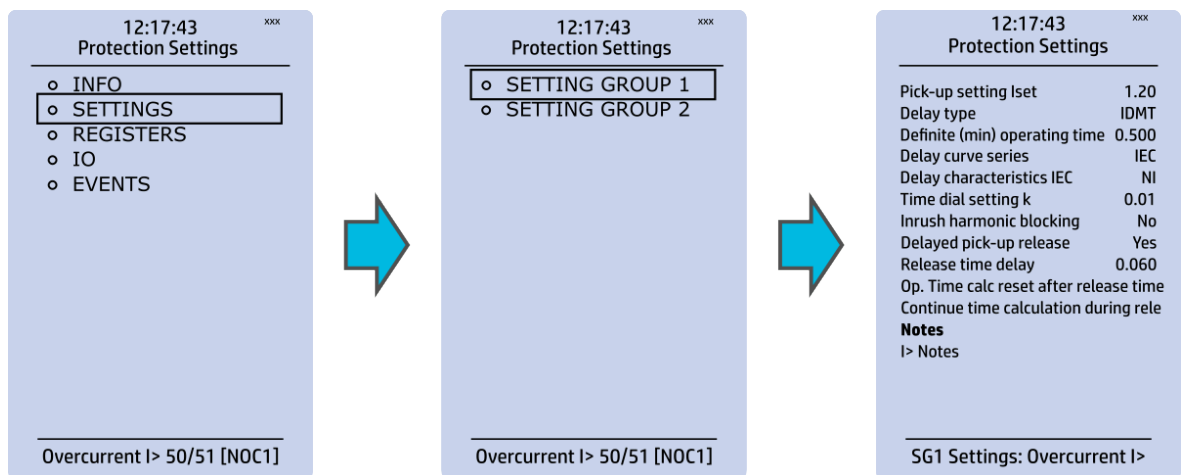 12:17:43 xxx
Protection Settings
INFO
SETTINGS
REGISTERS
IO
EVENTS
Overcurrent I> 50/51 [NOC1]
12:17:43 xxx
Protection Settings
SETTING GROUP 1
SETTING GROUP 2
Overcurrent I> 50/51 [NOC1]
12:17:43 xxx
Protection Settings
Pick-up setting Iset 1.20
Delay type IDMT
Definite (min) operating time 0.500
Delay curve series IEC
Delay characteristics IEC NI
Time dial setting k 0.01
Inrush harmonic blocking No
Delayed pick-up release Yes
Release time delay 0.060
Op. Time calc reset after release time
Continue time calculation during rele
Notes
I> Notes
SG1 Settings: Overcurrent I>